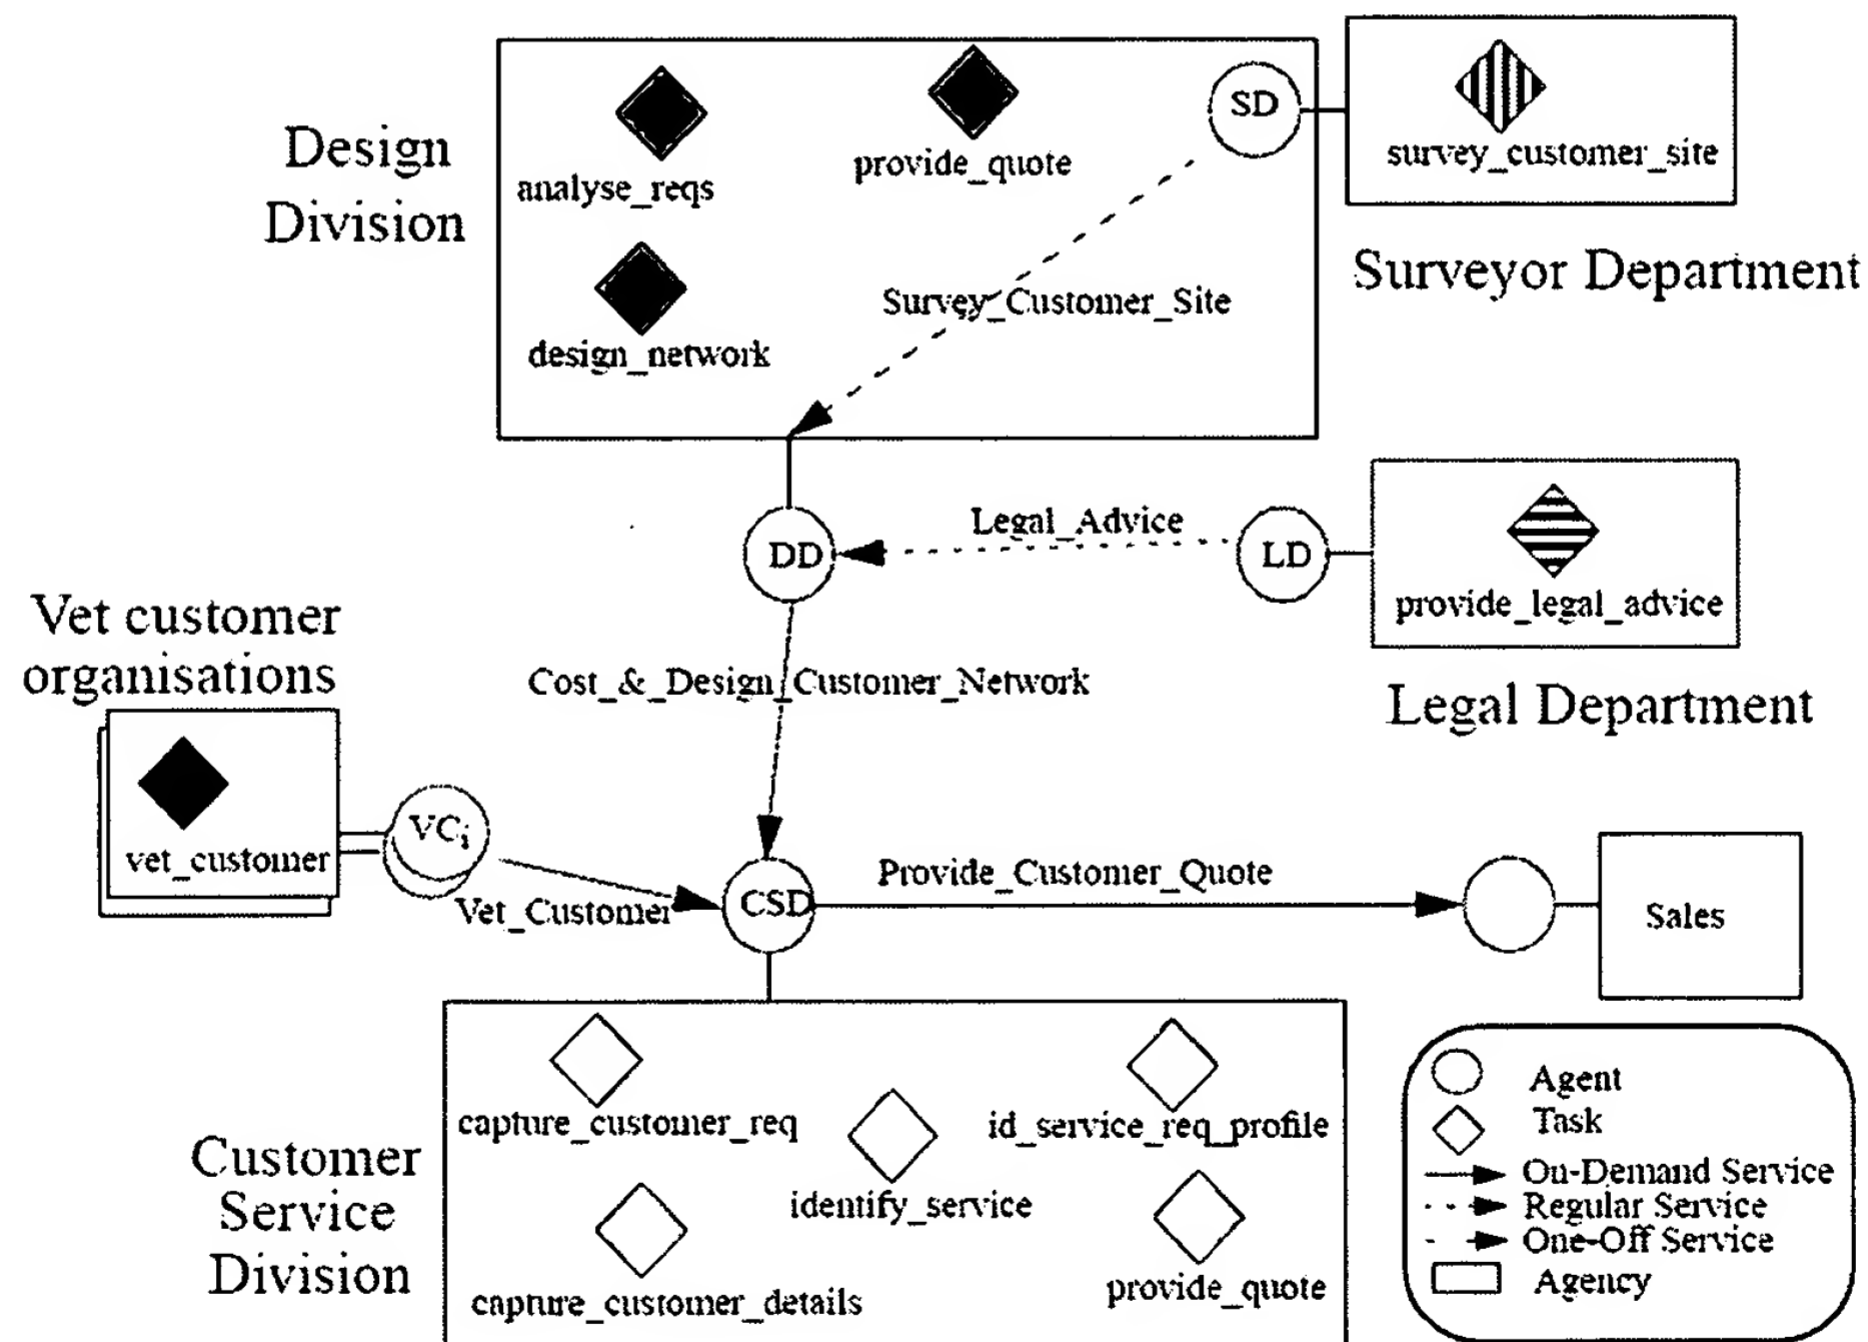 Design
Division
analyse_reqs
provide_quote
SD
survey_customer_site
design_network
Survey_Customer_Site
Surveyor Department
DD
Legal_Advice
LD
provide_legal_advice
Legal Department
Vet customer
organisations
Cost_&_Design_Customer_Network
vet_customer
VCi
Vet_Customer
CSD
Provide_Customer_Quote
Sales
Customer
Service
Division
capture_customer_req
id_service_req_profile
identify_service
capture_customer_details
provide_quote
Agent
Task
On-Demand Service
Regular Service
One-Off Service
Agency